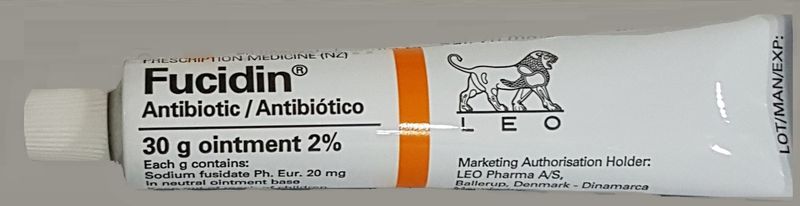 PRESCRIPTION MEDICINE (NZ)
Fucidin®
Antibiotic / Antibiótico
30 g ointment 2%
Each g contains:
Sodium fusidate Ph. Eur. 20 mg
In neutral ointment base
LEO
Marketing Authorisation Holder:
LEO Pharma A/S,
Ballerup, Denmark - Dinamarca
LOT/MAN/EXP: